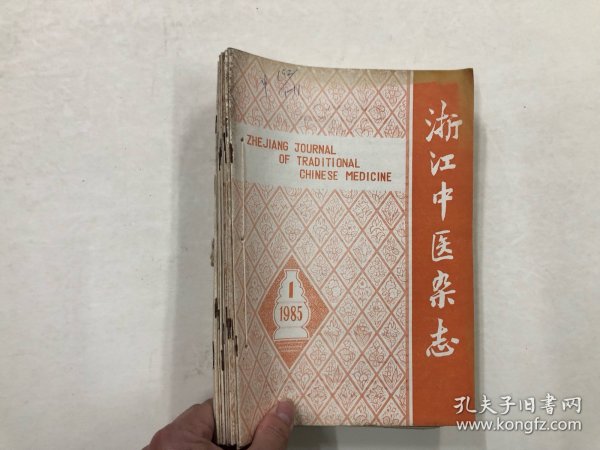 ZHEJIANG JOURNAL
OF TRADITIONAL
CHINESE MEDICINE
浙江中医杂志
1
1985
孔夫子旧书网
www.kongfz.com